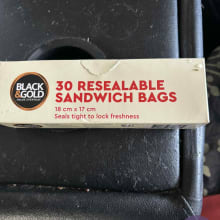 BLACK
&GOLD
30 RESEALABLE
SANDWICH BAGS
18 cm x 17 cm
Seals tight to lock freshness